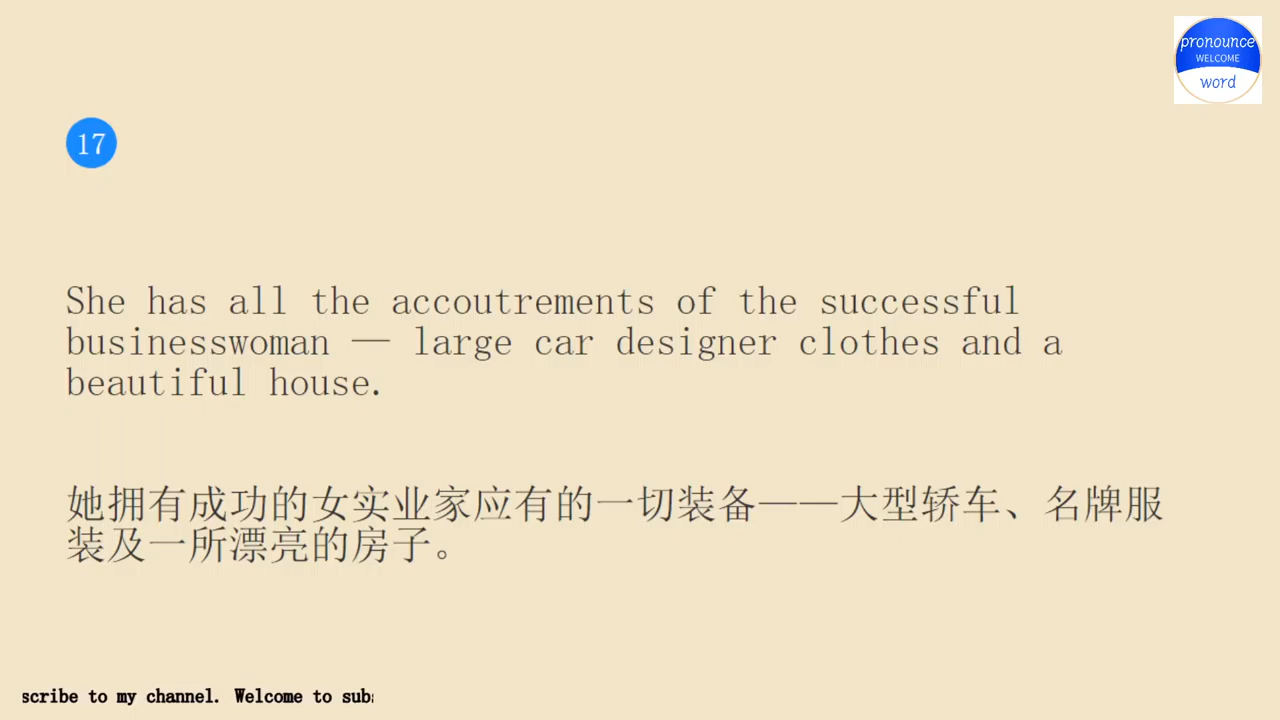 pronounce
WELCOME
word
17
She has all the accoutrements of the successful
businesswoman — large car designer clothes and a
beautiful house.
她拥有成功的女实业家应有的一切装备——大型轿车、名牌服
装及一所漂亮的房子。
scribe to my channel. Welcome to sub